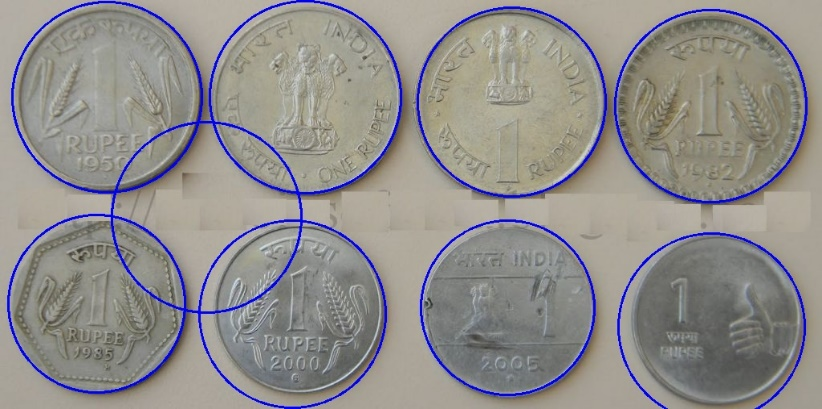 एक रूपया
1
RUPEE
1950
भारत INDIA
रूपया · ONE RUPEE
भारत · INDIA ·
रूपया 1 RUPEE
रूपया
1
RUPEE
1982
रूपया
1
RUPEE
1985
रूपया
1
RUPEE
2000
भारत INDIA
1
2005
1
रुपया
RUPEE